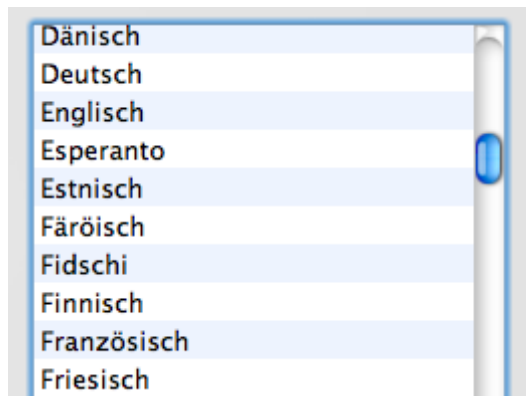 Dänisch
Deutsch
Englisch
Esperanto
Estnisch
Färöisch
Fidschi
Finnisch
Französisch
Friesisch